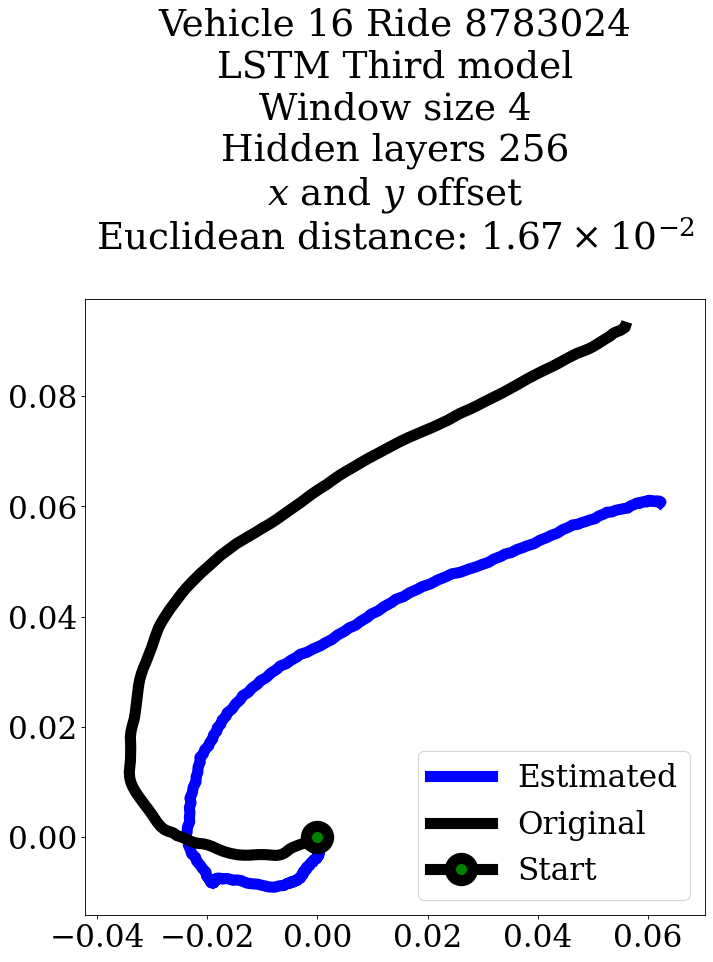 Vehicle 16 Ride 8783024
LSTM Third model
Window size 4
Hidden layers 256
x and y offset
Euclidean distance: 1.67 × 10⁻²
0.08
0.06
0.04
0.02
0.00
Estimated
Original
Start
−0.04 −0.02 0.00 0.02 0.04 0.06